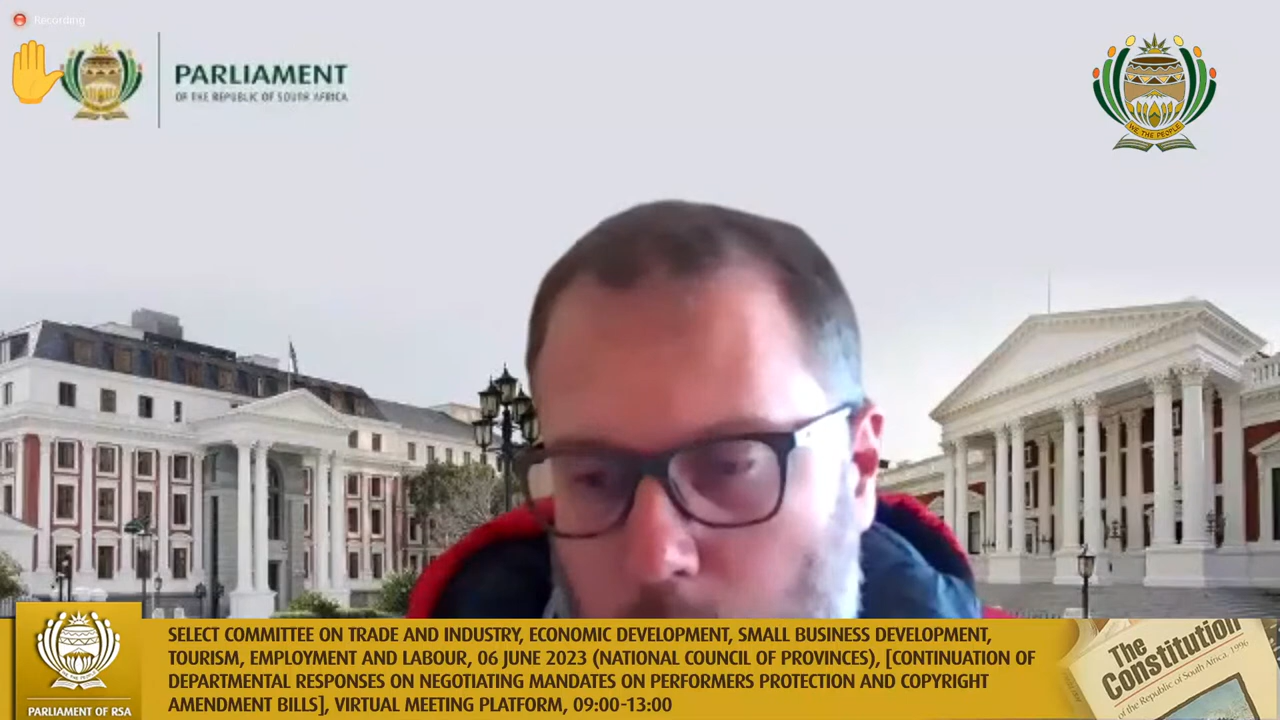 Recording
PARLIAMENT
OF THE REPUBLIC OF SOUTH AFRICA
WE THE PEOPLE
SELECT COMMITTEE ON TRADE AND INDUSTRY, ECONOMIC DEVELOPMENT, SMALL BUSINESS DEVELOPMENT,
TOURISM, EMPLOYMENT AND LABOUR, 06 JUNE 2023 (NATIONAL COUNCIL OF PROVINCES), [CONTINUATION OF
DEPARTMENTAL RESPONSES ON NEGOTIATING MANDATES ON PERFORMERS PROTECTION AND COPYRIGHT
AMENDMENT BILLS], VIRTUAL MEETING PLATFORM, 09:00-13:00
PARLIAMENT OF RSA
The
Constitution
of the Republic of South Africa, 1996